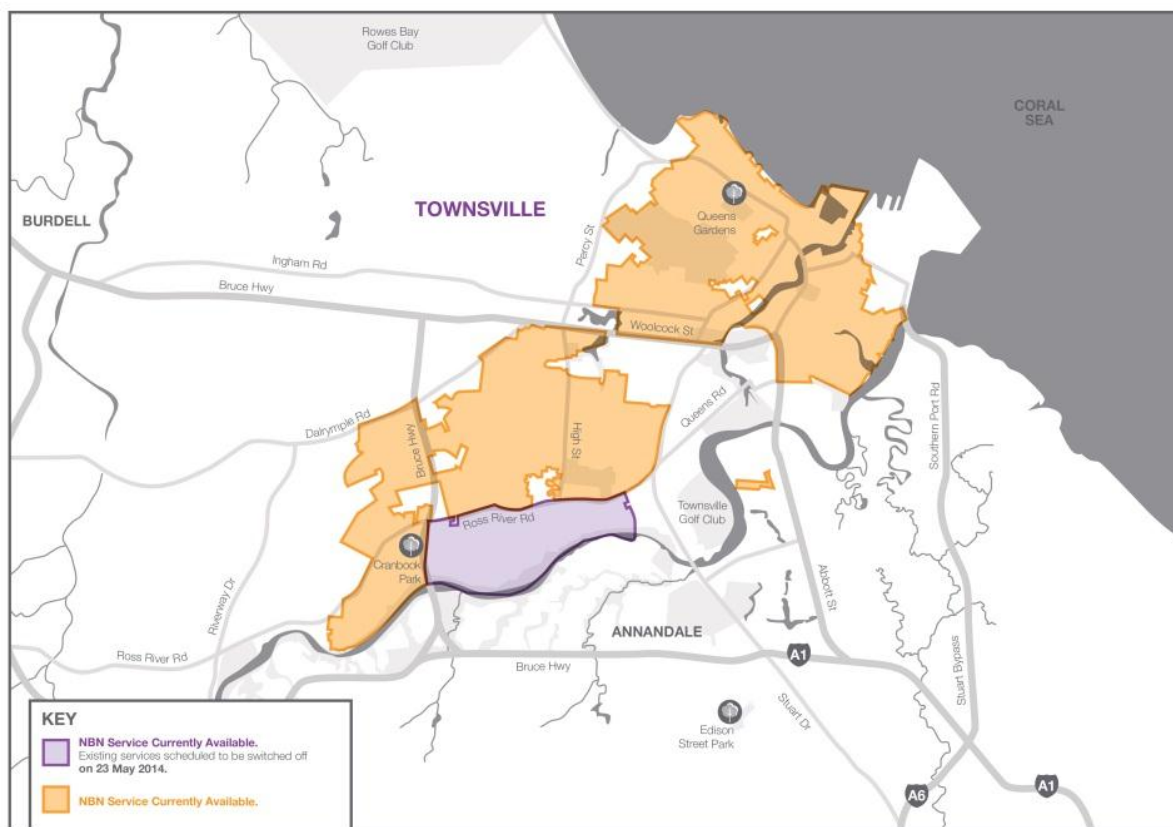 Rowes Bay
Golf Club
CORAL
SEA
BURDELL
TOWNSVILLE
Queens
Gardens
Percy St
Ingham Rd
Bruce Hwy
Woolcock St
Dalrymple Rd
Bruce Hwy
High St
Queens Rd
Southern Port Rd
Ross River Rd
Townsville
Golf Club
Cranbook
Park
Riverway Dr
Abbott St
ANNANDALE
Ross River Rd
Bruce Hwy
A1
Stuart Bypass
Stuart Dr
Edison
Street Park
A6
A1
KEY
NBN Service Currently Available.
Existing services scheduled to be switched off
on 23 May 2014.
NBN Service Currently Available.